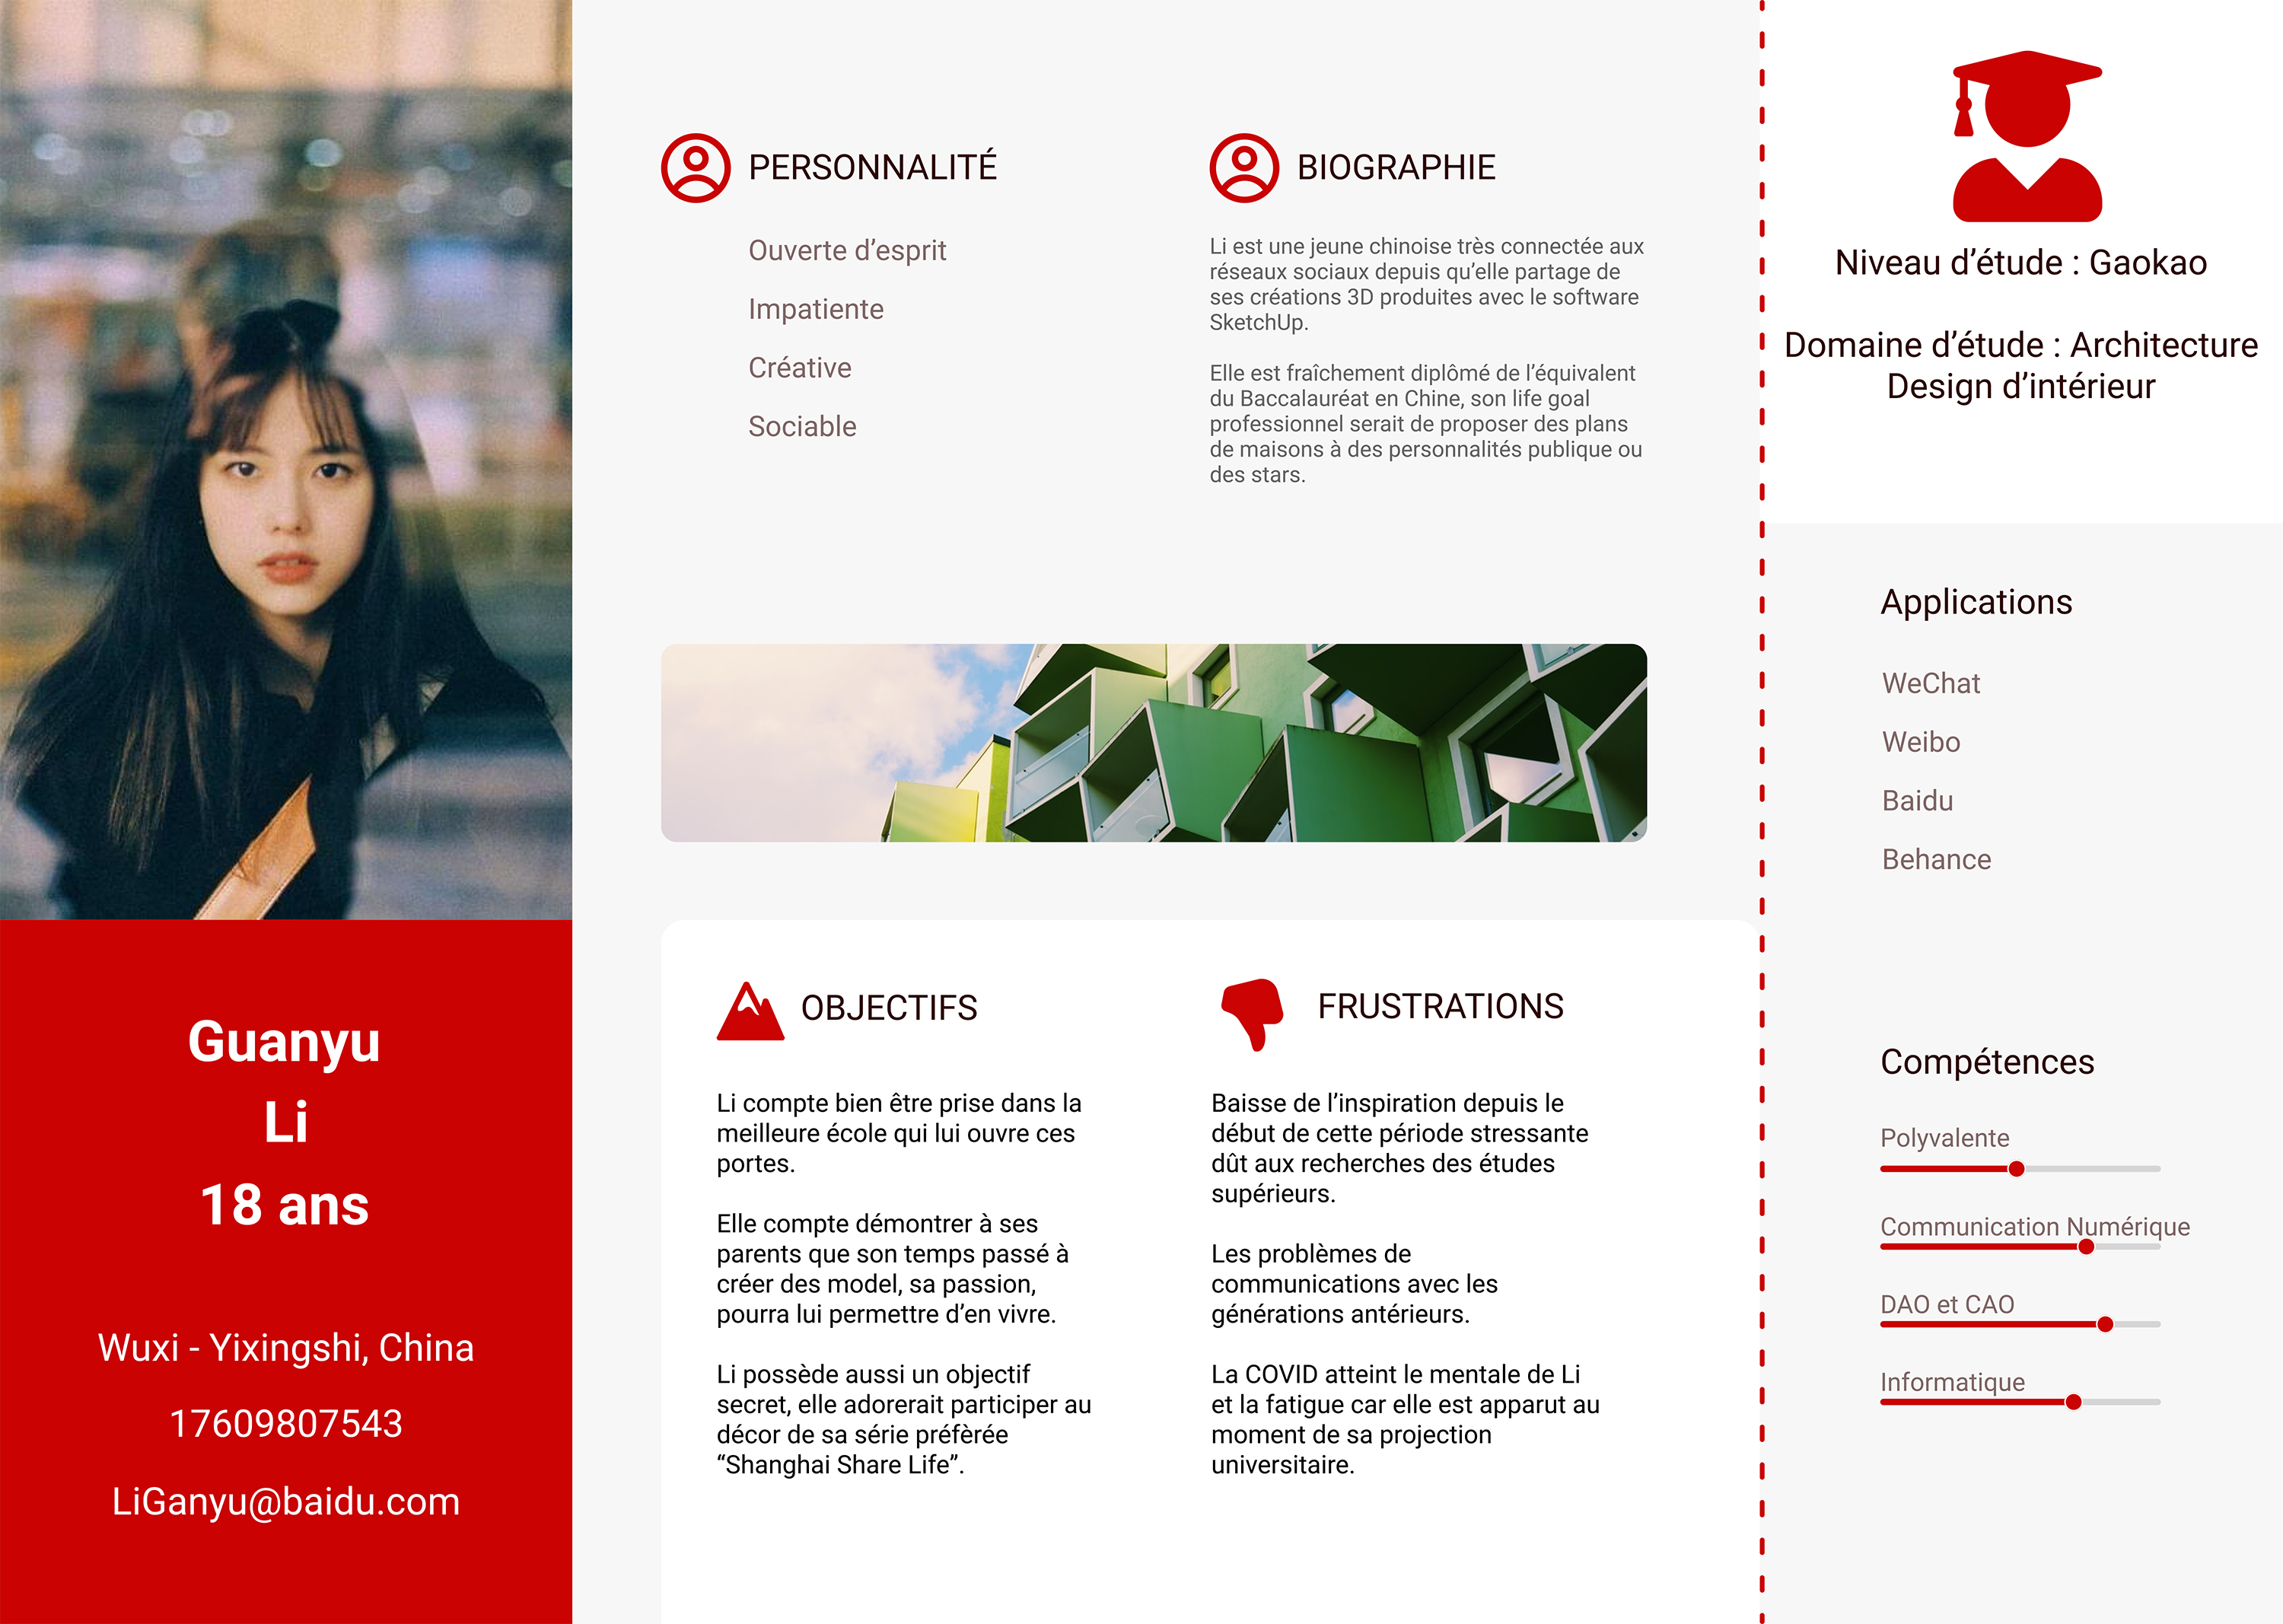 Guanyu
Li
18 ans
Wuxi - Yixingshi, China
17609807543
LiGanyu@baidu.com
PERSONNALITÉ
Ouverte d’esprit
Impatiente
Créative
Sociable
BIOGRAPHIE
Li est une jeune chinoise très connectée aux
réseaux sociaux depuis qu’elle partage de
ses créations 3D produites avec le software
SketchUp.
Elle est fraîchement diplômé de l’équivalent
du Baccalauréat en Chine, son life goal
professionnel serait de proposer des plans
de maisons à des personnalités publique ou
des stars.
OBJECTIFS
Li compte bien être prise dans la
meilleure école qui lui ouvre ces
portes.
Elle compte démontrer à ses
parents que son temps passé à
créer des model, sa passion,
pourra lui permettre d’en vivre.
Li possède aussi un objectif
secret, elle adorerait participer au
décor de sa série préfèrée
“Shanghai Share Life”.
FRUSTRATIONS
Baisse de l’inspiration depuis le
début de cette période stressante
dût aux recherches des études
supérieurs.
Les problèmes de
communications avec les
générations antérieurs.
La COVID atteint le mentale de Li
et la fatigue car elle est apparut au
moment de sa projection
universitaire.
Niveau d’étude : Gaokao
Domaine d’étude : Architecture
Design d’intérieur
Applications
WeChat
Weibo
Baidu
Behance
Compétences
Polyvalente
Communication Numérique
DAO et CAO
Informatique